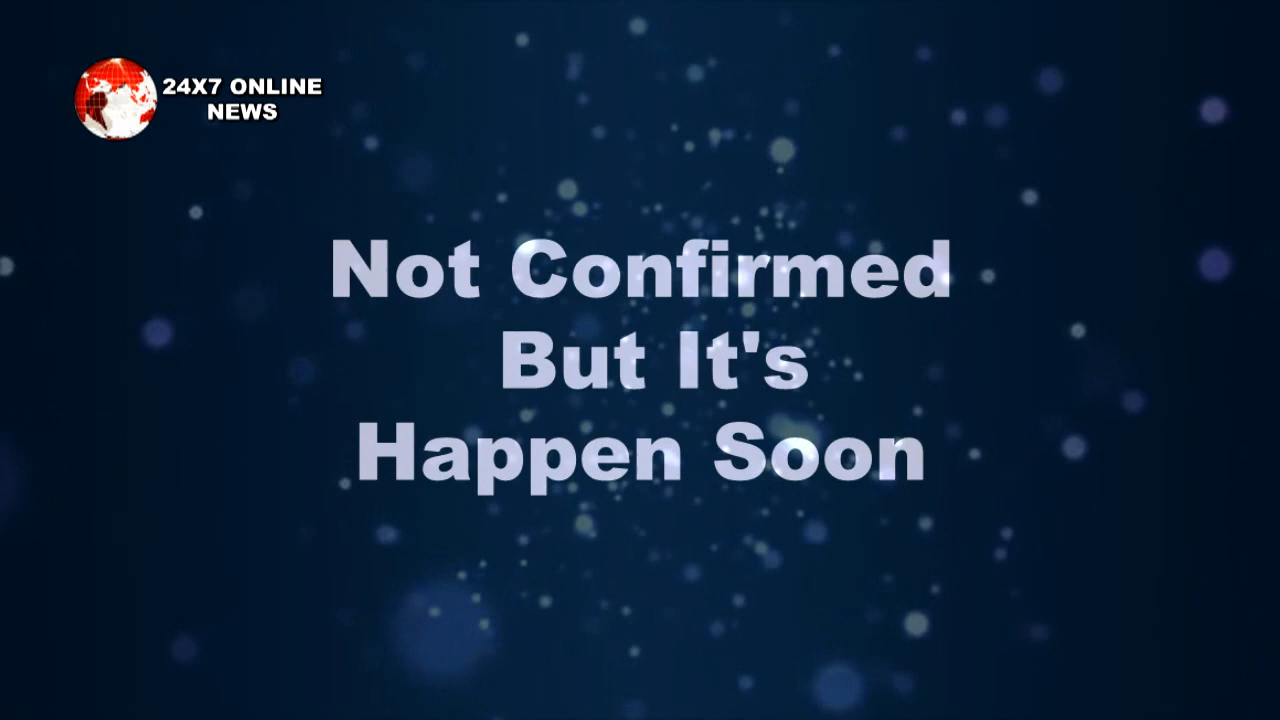 24X7 ONLINE
NEWS
Not Confirmed
But It's
Happen Soon